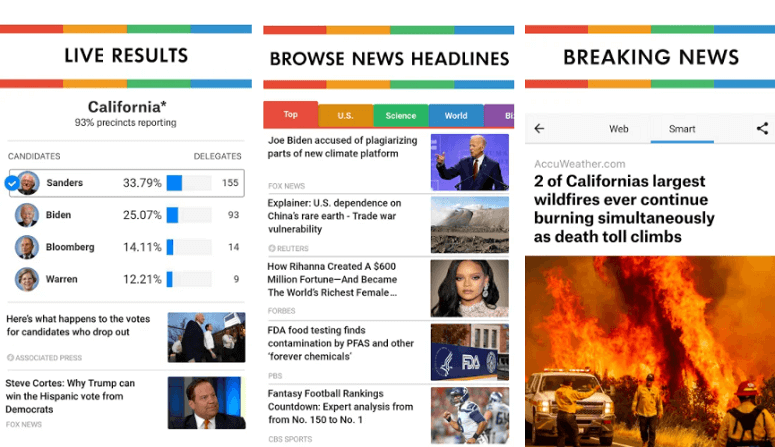 LIVE RESULTS
California*
93% precincts reporting
CANDIDATES DELEGATES
Sanders 33.79% 155
Biden 25.07% 93
Bloomberg 14.11% 14
Warren 12.21% 9
Here's what happens to the votes
for candidates who drop out
ASSOCIATED PRESS
Steve Cortes: Why Trump can
win the Hispanic vote from
Democrats
FOX NEWS
BROWSE NEWS HEADLINES
Top U.S. Science World Bi
Joe Biden accused of plagiarizing
parts of new climate platform
FOX NEWS
Explainer: U.S. dependence on
China's rare earth - Trade war
vulnerability
REUTERS
How Rihanna Created A $600
Million Fortune—And Became
The World's Richest Female...
FORBES
FDA food testing finds
contamination by PFAS and other
'forever chemicals'
PBS
FDA
Fantasy Football Rankings
Countdown: Expert analysis from
from No. 150 to No. 1
CBS SPORTS
BREAKING NEWS
Web Smart
AccuWeather.com
2 of Californias largest
wildfires ever continue
burning simultaneously
as death toll climbs